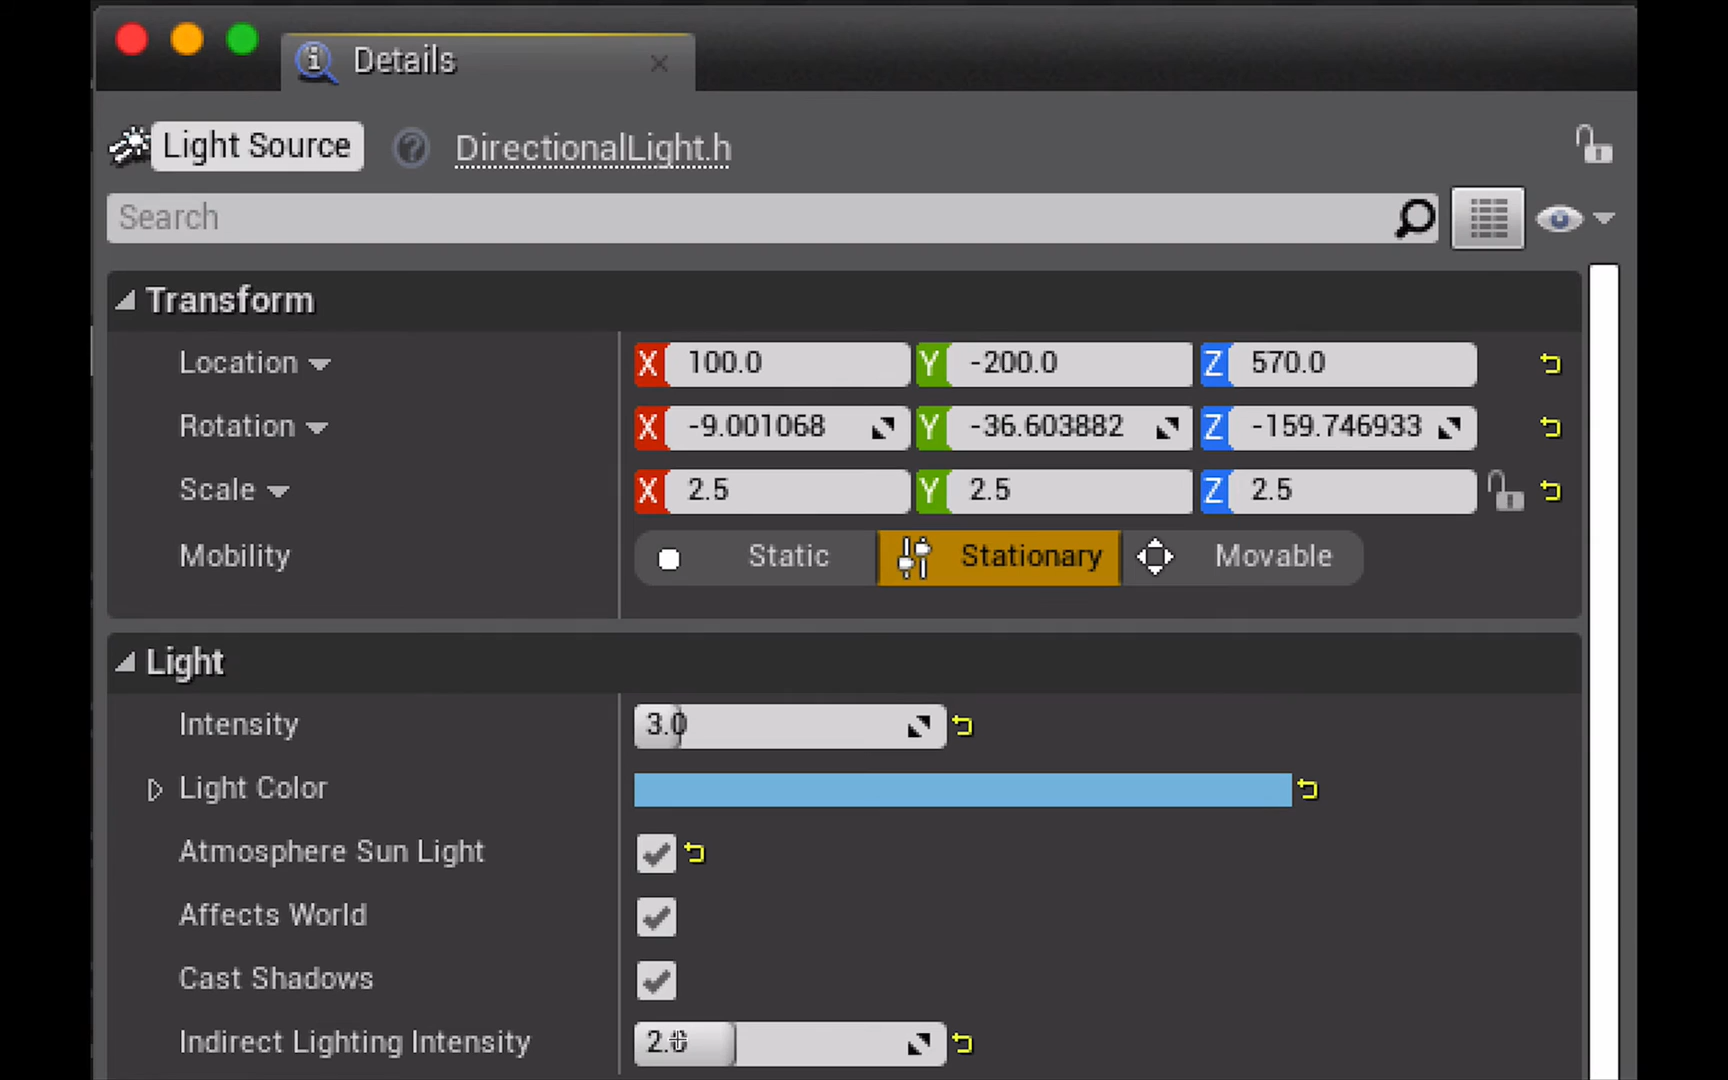 Details
Light Source ? DirectionalLight.h
Search
Transform
Location X 100.0 Y -200.0 Z 570.0
Rotation X -9.001068 Y -36.603882 Z -159.746933
Scale X 2.5 Y 2.5 Z 2.5
Mobility Static Stationary Movable
Light
Intensity 3.0
Light Color
Atmosphere Sun Light
Affects World
Cast Shadows
Indirect Lighting Intensity